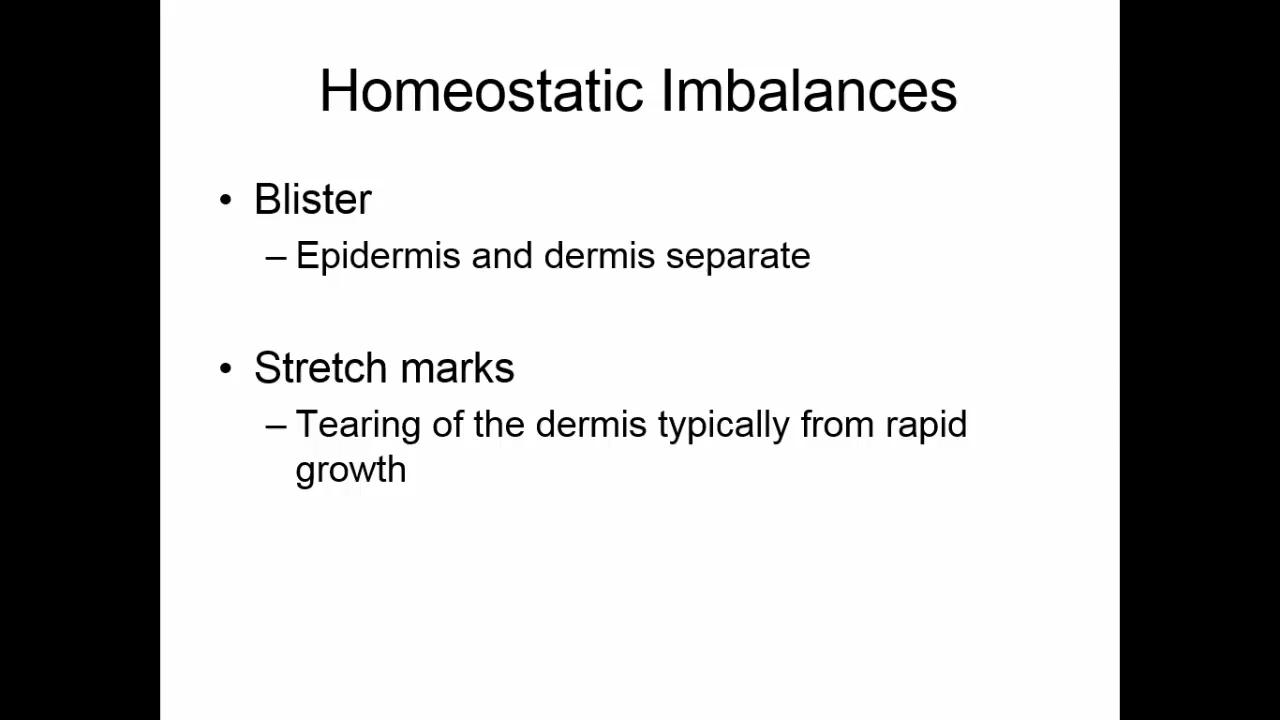 Homeostatic Imbalances
• Blister
– Epidermis and dermis separate
• Stretch marks
– Tearing of the dermis typically from rapid
growth